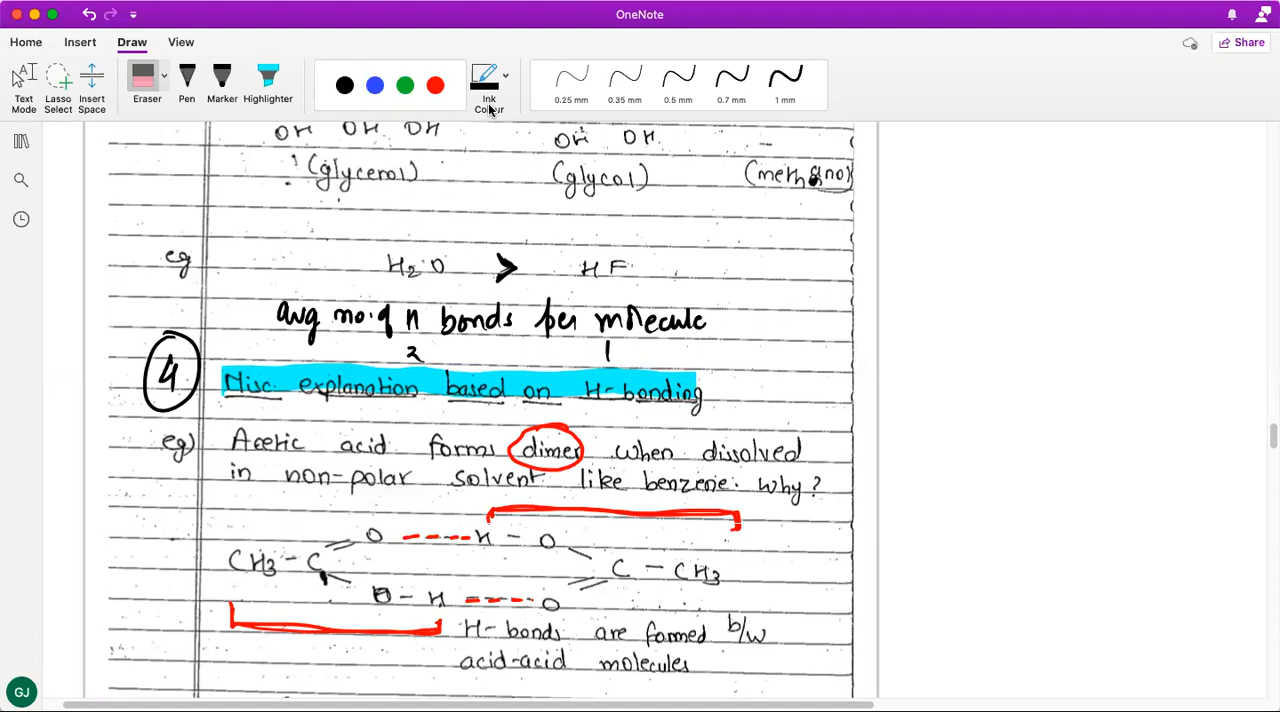 OneNote
Home Insert Draw View
Share
Text Mode
Lasso Select
Insert Space
Eraser
Pen
Marker
Highlighter
Ink Colour
0.25 mm
0.35 mm
0.5 mm
0.7 mm
1 mm
OH OH OH OH OH
(glycerol) (glycol)
eg H2O > HF
avg no. of H bonds per molecule
2 1
4 Misc. explanation based on H-bonding
eg) Acetic acid forms dimer when dissolved
in non-polar solvent like benzene. Why?
O ---- H - O
CH3 - C C - CH3
O - H ---- O
H-bonds are formed b/w
acid-acid molecules
GJ